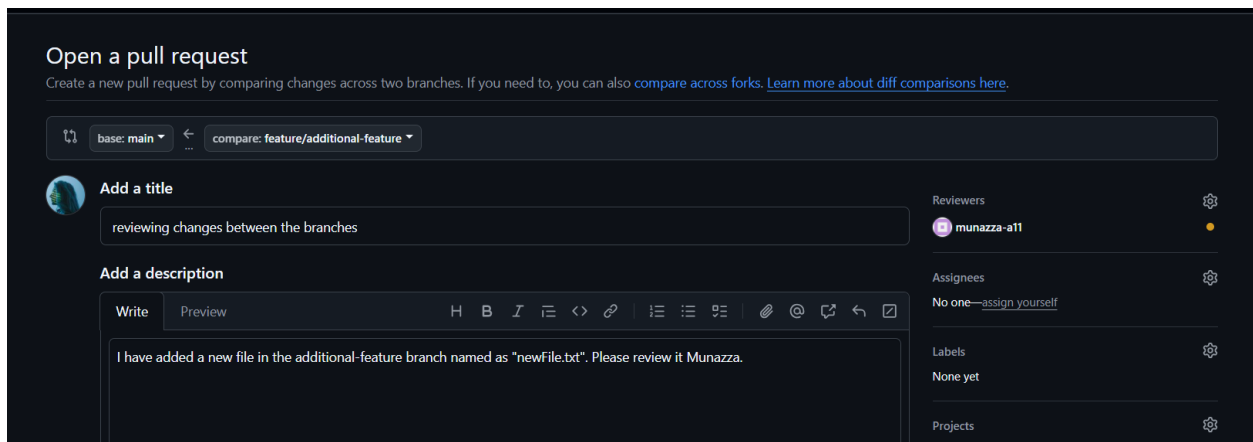 Open a pull request
Create a new pull request by comparing changes across two branches. If you need to, you can also compare across forks. Learn more about diff comparisons here.
base: main
compare: feature/additional-feature
...
Add a title
reviewing changes between the branches
Add a description
Write Preview
I have added a new file in the additional-feature branch named as "newFile.txt". Please review it Munazza.
Reviewers
munazza-a11
Assignees
No one—assign yourself
Labels
None yet
Projects